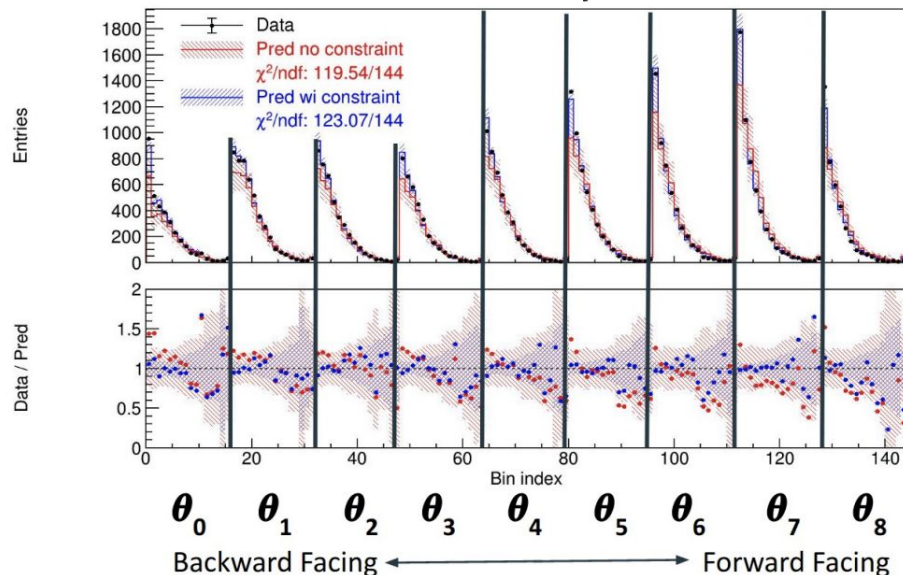 Entries
1800
1600
1400
1200
1000
800
600
400
200
0
Data
Pred no constraint
χ²/ndf: 119.54/144
Pred wi constraint
χ²/ndf: 123.07/144
Data / Pred
2
1.5
1
0.5
0
0 20 40 60 80 100 120 140
Bin index
θ₀ θ₁ θ₂ θ₃ θ₄ θ₅ θ₆ θ₇ θ₈
Backward Facing Forward Facing